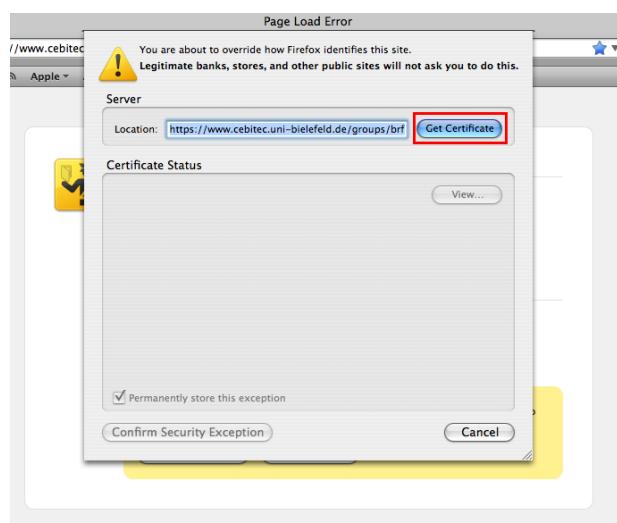 Page Load Error
//www.cebitec
Apple
You are about to override how Firefox identifies this site.
Legitimate banks, stores, and other public sites will not ask you to do this.
Server
Location: https://www.cebitec.uni-bielefeld.de/groups/brf Get Certificate
Certificate Status
View...
Permanently store this exception
Confirm Security Exception Cancel